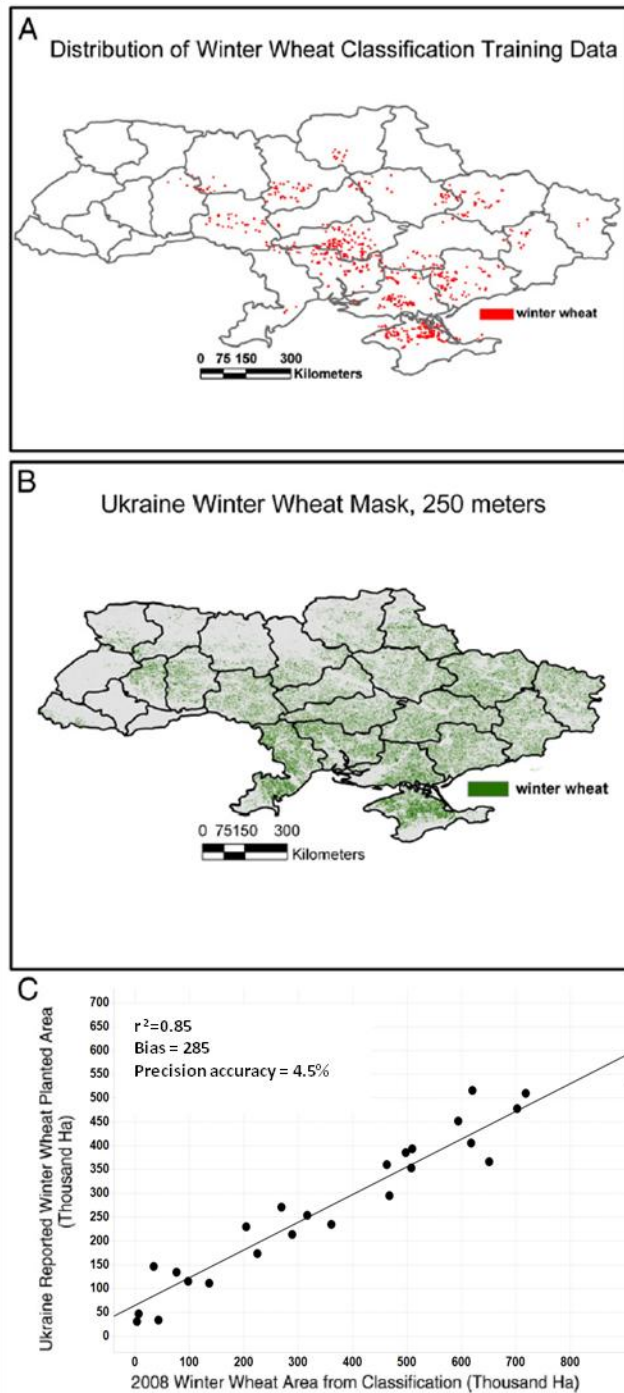 A
Distribution of Winter Wheat Classification Training Data
winter wheat
0 75 150 300
Kilometers
B
Ukraine Winter Wheat Mask, 250 meters
winter wheat
0 75150 300
Kilometers
C
700
650
600
550
500
450
400
350
300
250
200
150
100
50
0
Ukraine Reported Winter Wheat Planted Area
(Thousand Ha)
r²=0.85
Bias = 285
Precision accuracy = 4.5%
0 100 200 300 400 500 600 700 800
2008 Winter Wheat Area from Classification (Thousand Ha)